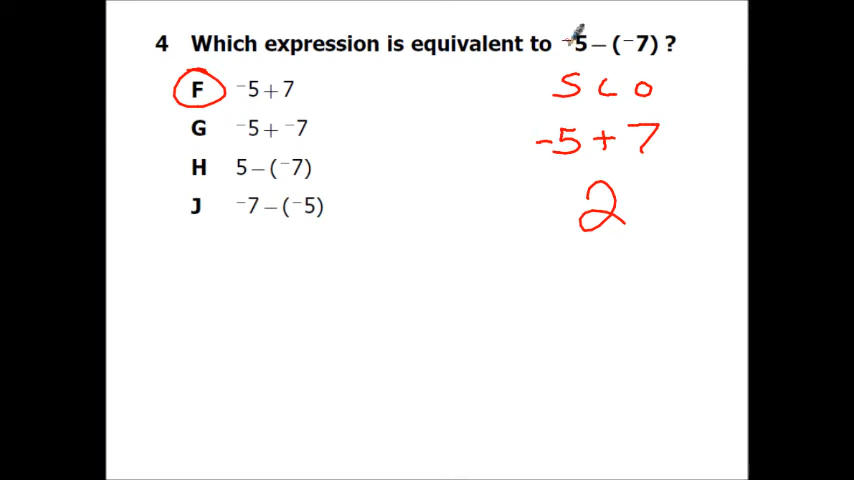 4 Which expression is equivalent to ⁻5 – (⁻7) ?
F ⁻5 + 7
G ⁻5 + ⁻7
H 5 – (⁻7)
J ⁻7 – (⁻5)
S C O
-5 + 7
2